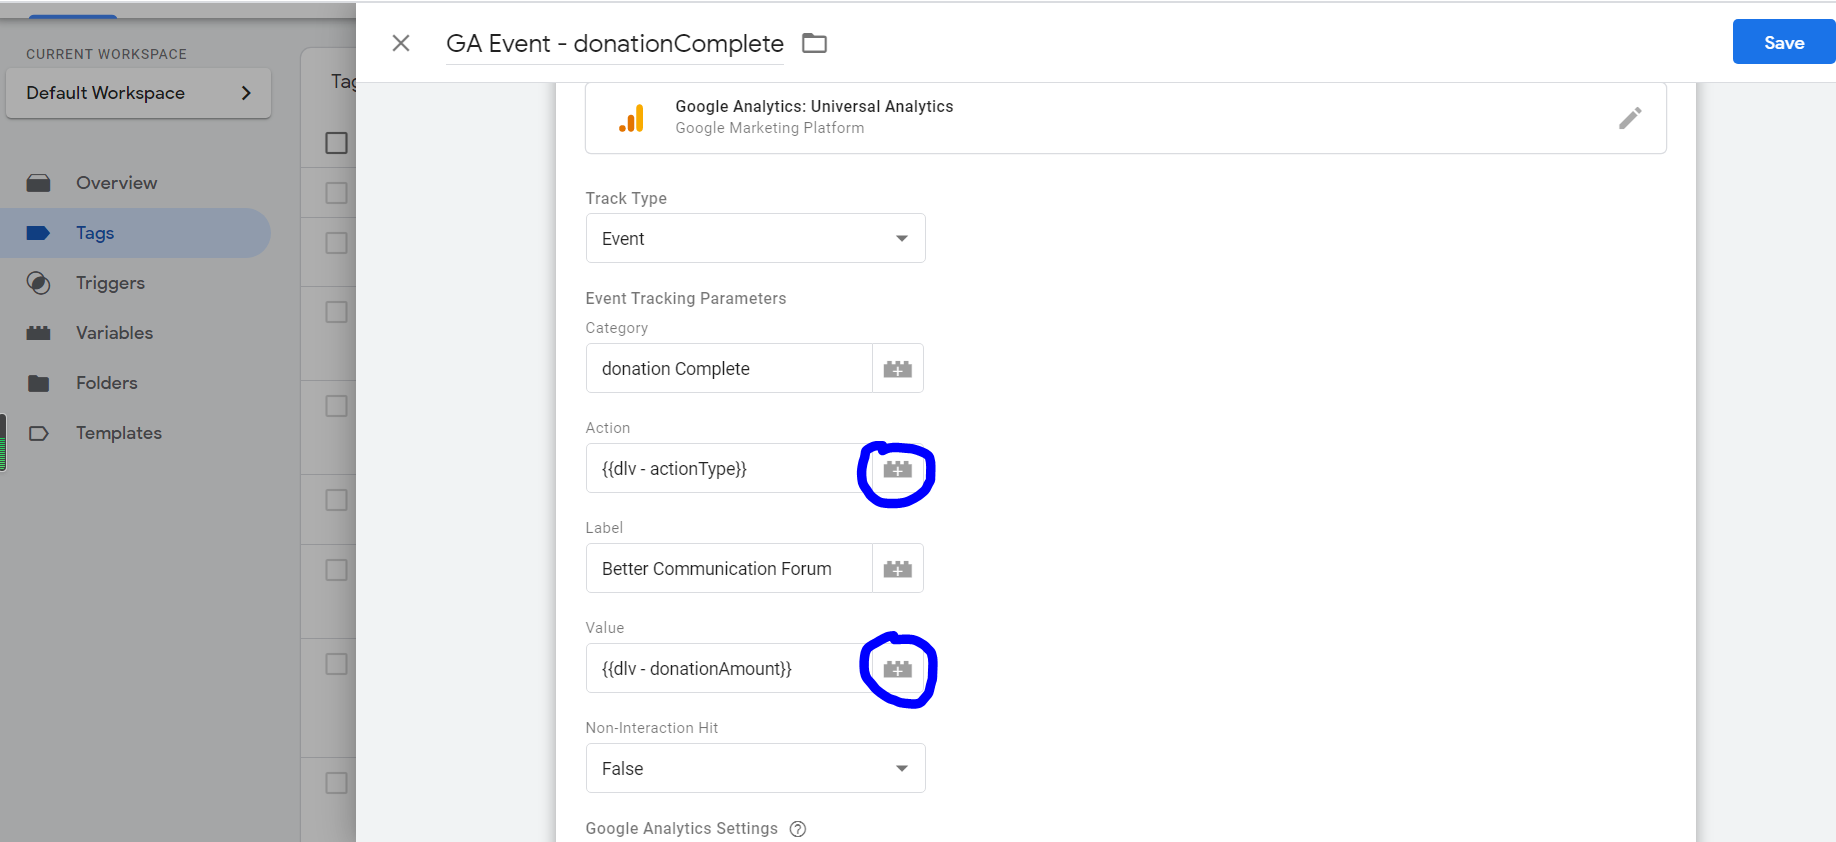 GA Event - donationComplete
Save
CURRENT WORKSPACE
Default Workspace
Overview
Tags
Triggers
Variables
Folders
Templates
Tag
Google Analytics: Universal Analytics
Google Marketing Platform
Track Type
Event
Event Tracking Parameters
Category
donation Complete
Action
{{dlv - actionType}}
Label
Better Communication Forum
Value
{{dlv - donationAmount}}
Non-Interaction Hit
False
Google Analytics Settings